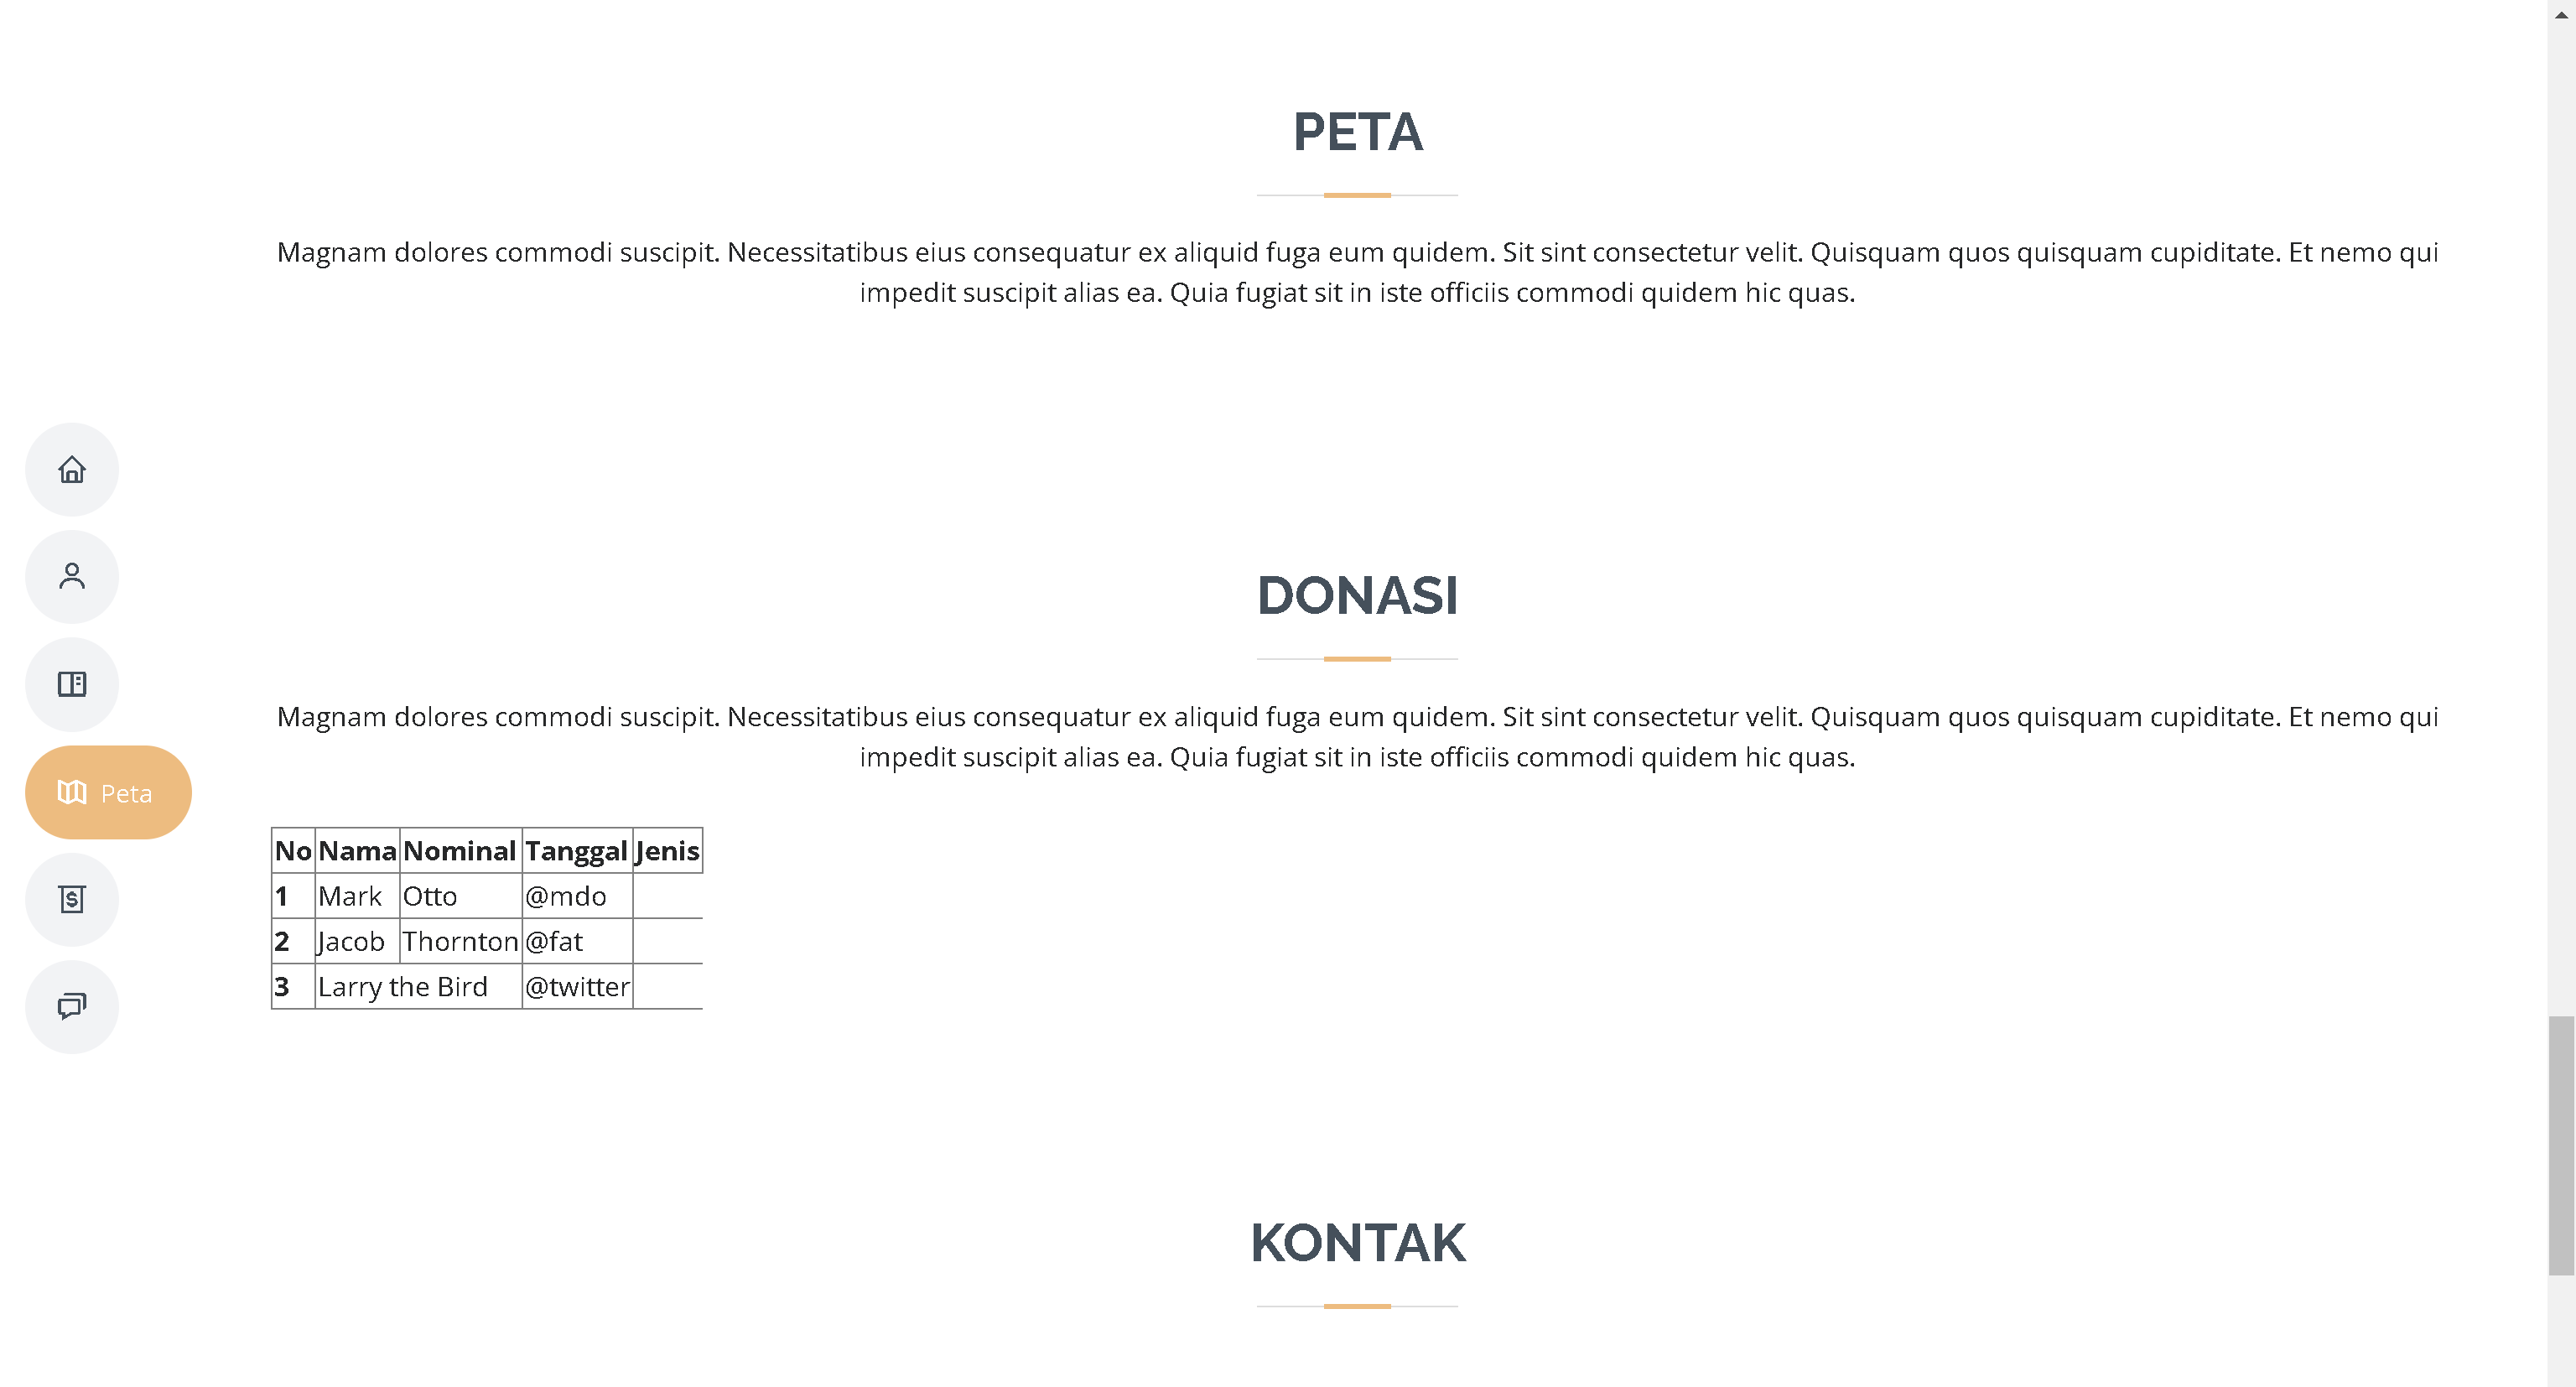 PETA
Magnam dolores commodi suscipit. Necessitatibus eius consequatur ex aliquid fuga eum quidem. Sit sint consectetur velit. Quisquam quos quisquam cupiditate. Et nemo qui
impedit suscipit alias ea. Quia fugiat sit in iste officiis commodi quidem hic quas.
Peta
DONASI
Magnam dolores commodi suscipit. Necessitatibus eius consequatur ex aliquid fuga eum quidem. Sit sint consectetur velit. Quisquam quos quisquam cupiditate. Et nemo qui
impedit suscipit alias ea. Quia fugiat sit in iste officiis commodi quidem hic quas.
No Nama Nominal Tanggal Jenis
1 Mark Otto @mdo
2 Jacob Thornton @fat
3 Larry the Bird @twitter
KONTAK